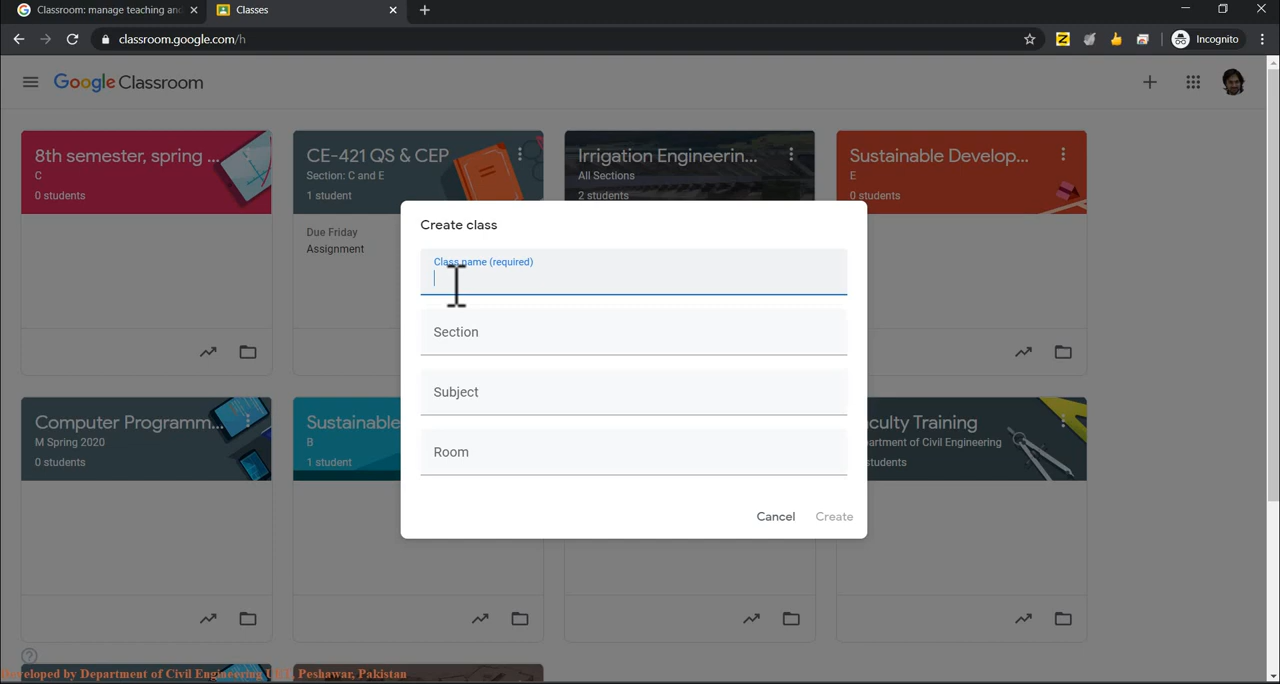 Classroom: manage teaching and
Classes
classroom.google.com/h
Incognito
Google Classroom
8th semester, spring ...
C
0 students
CE-421 QS & CEP
Section: C and E
1 student
Due Friday
Assignment
Irrigation Engineerin...
All Sections
2 students
Sustainable Develop...
E
0 students
Create class
Class name (required)
Section
Subject
Room
Cancel
Create
Computer Programm...
M Spring 2020
0 students
Sustainable
B
1 student
culty Training
artment of Civil Engineering
students
Developed by Department of Civil Engineering UET, Peshawar, Pakistan